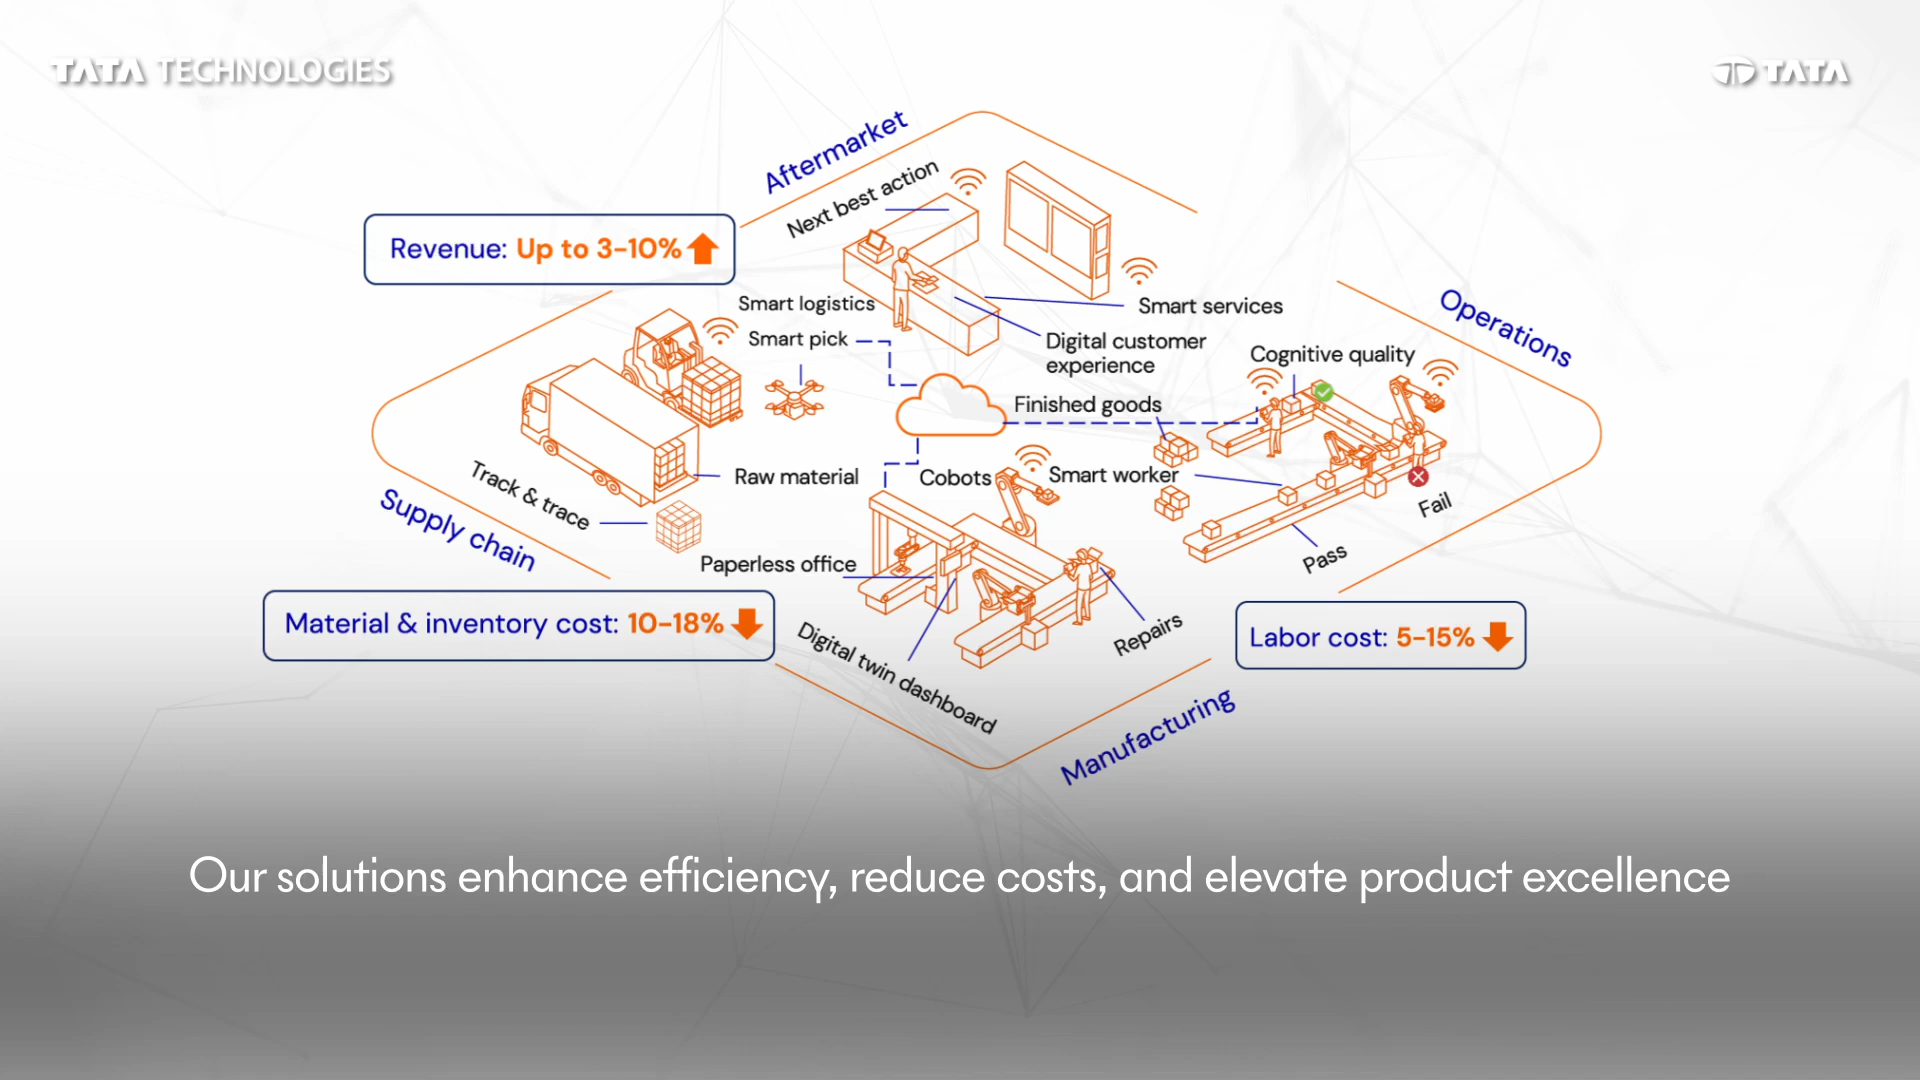 TATA TECHNOLOGIES
TATA
Aftermarket
Next best action
Revenue: Up to 3-10%
Smart logistics
Smart services
Operations
Smart pick
Digital customer
experience
Cognitive quality
Finished goods
Track & trace
Raw material
Cobots
Smart worker
Supply chain
Fail
Paperless office
Pass
Material & inventory cost: 10-18%
Digital twin dashboard
Repairs
Labor cost: 5-15%
Manufacturing
Our solutions enhance efficiency, reduce costs, and elevate product excellence